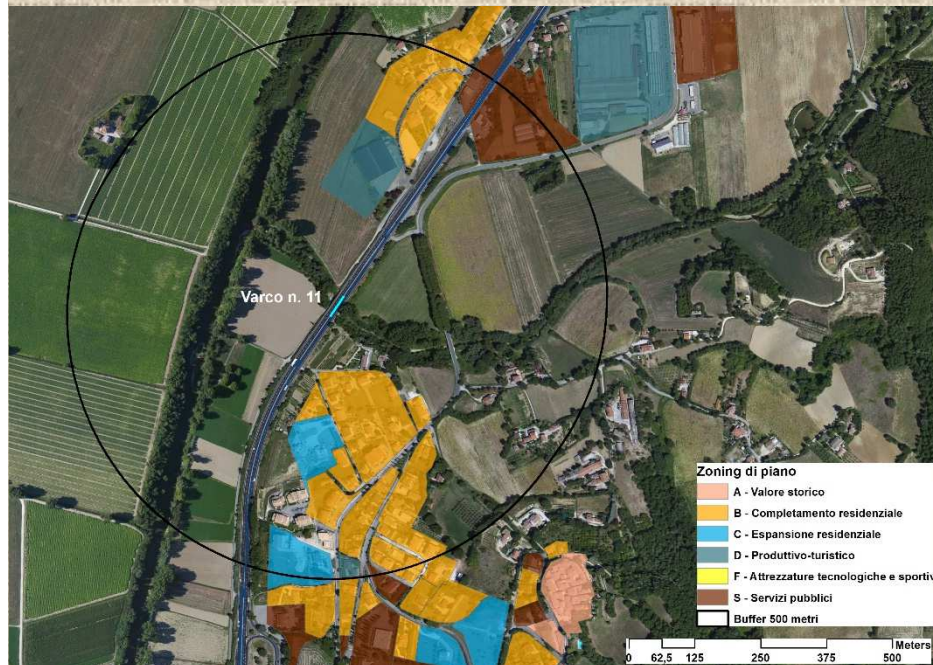 Varco n. 11
Zoning di piano
A - Valore storico
B - Completamento residenziale
C - Espansione residenziale
D - Produttivo-turistico
F - Attrezzature tecnologiche e sportiv
S - Servizi pubblici
Buffer 500 metri
Meters
0 62,5 125 250 375 500